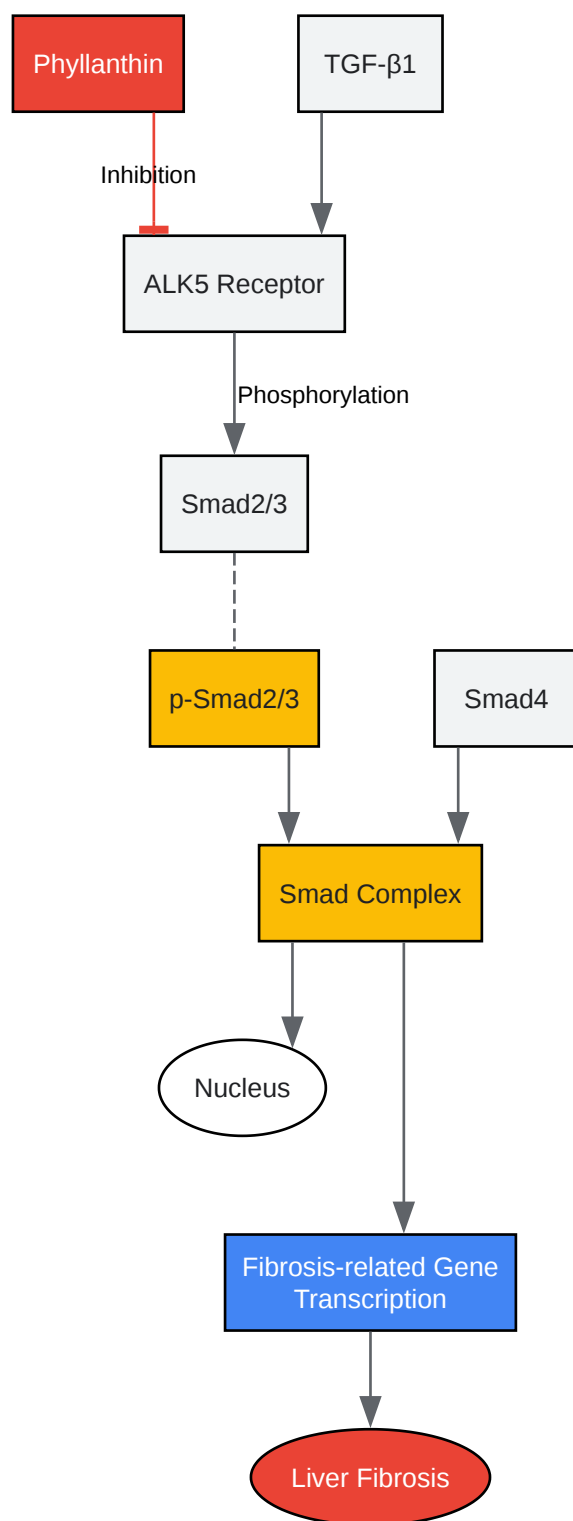 Phyllanthin
TGF-β1
Inhibition
ALK5 Receptor
Phosphorylation
Smad2/3
p-Smad2/3
Smad4
Smad Complex
Nucleus
Fibrosis-related Gene
Transcription
Liver Fibrosis